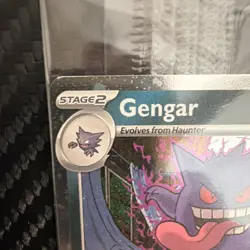 STAGE2
Gengar
Evolves from Haunter